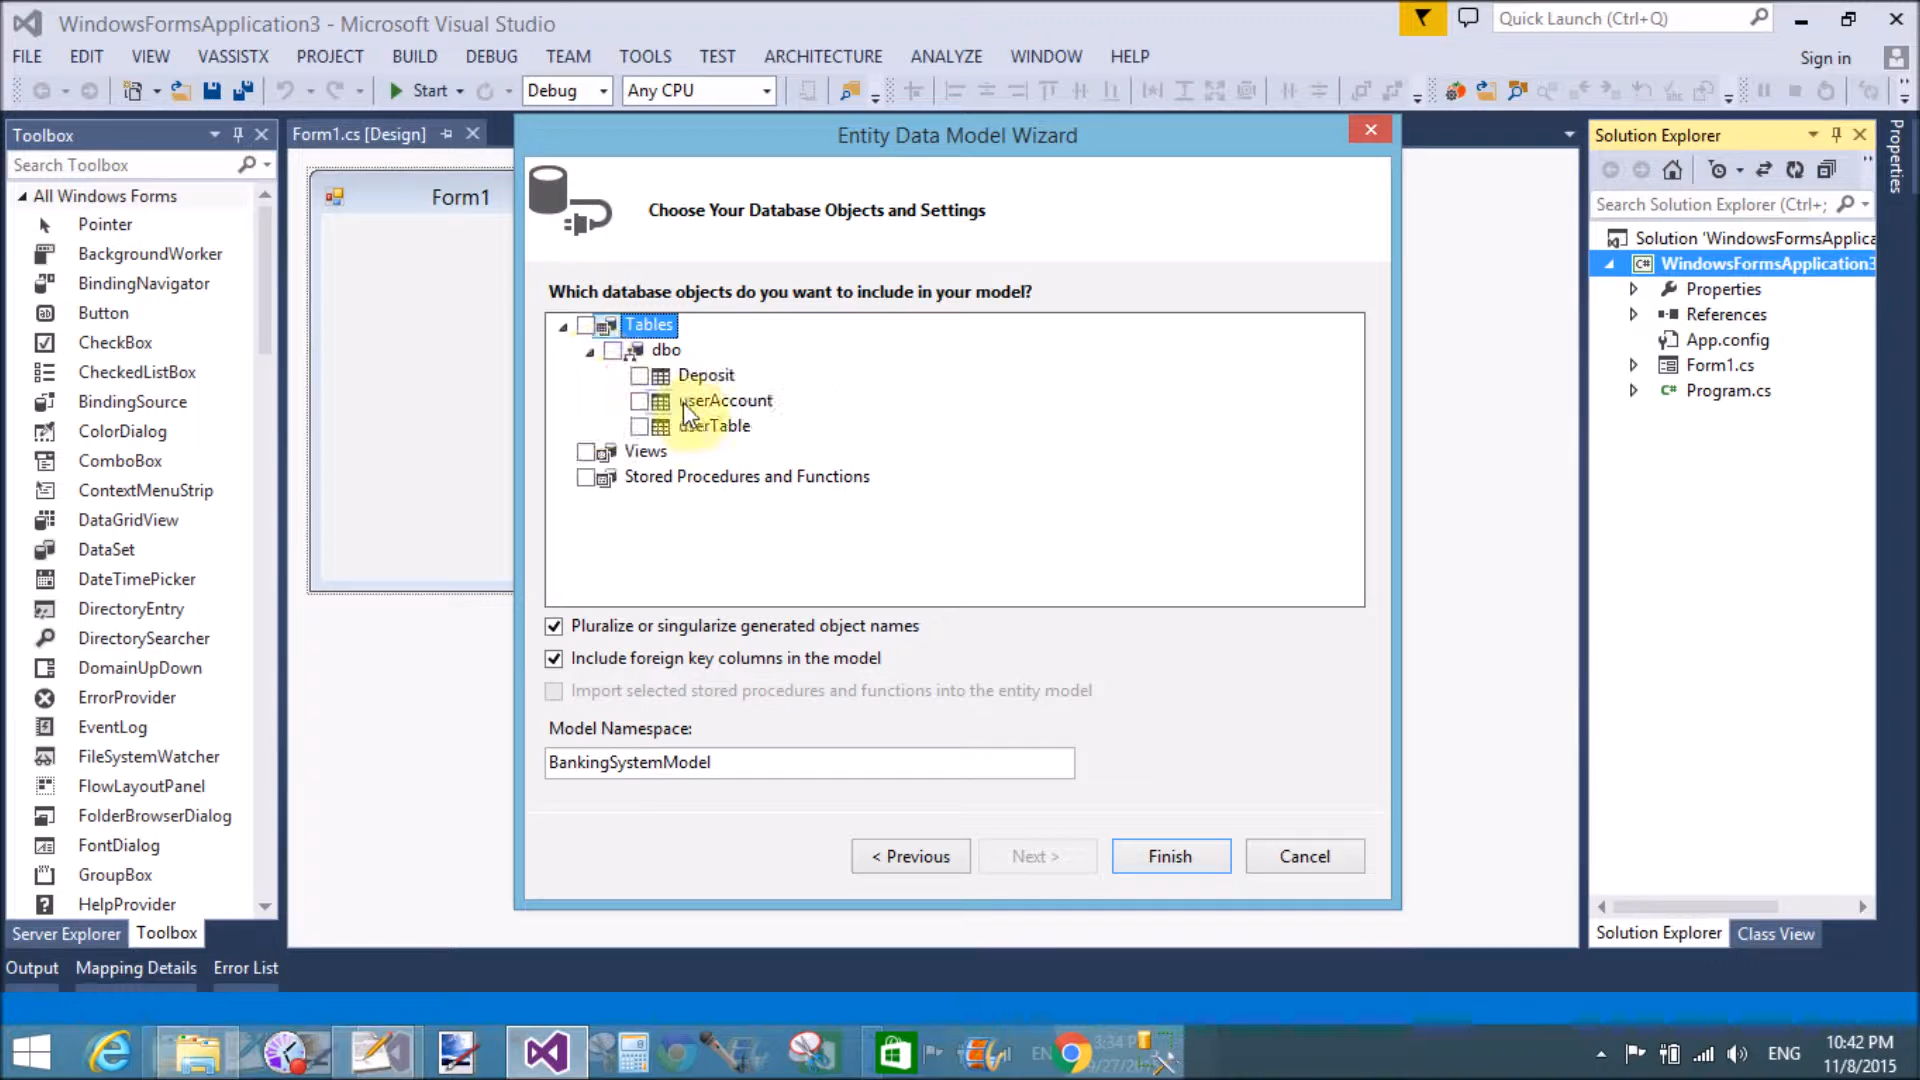 WindowsFormsApplication3 - Microsoft Visual Studio
Quick Launch (Ctrl+Q)
FILE EDIT VIEW VASSISTX PROJECT BUILD DEBUG TEAM TOOLS TEST ARCHITECTURE ANALYZE WINDOW HELP
Sign in
Start Debug Any CPU
Toolbox
Search Toolbox
All Windows Forms
Pointer
BackgroundWorker
BindingNavigator
Button
CheckBox
CheckedListBox
BindingSource
ColorDialog
ComboBox
ContextMenuStrip
DataGridView
DataSet
DateTimePicker
DirectoryEntry
DirectorySearcher
DomainUpDown
ErrorProvider
EventLog
FileSystemWatcher
FlowLayoutPanel
FolderBrowserDialog
FontDialog
GroupBox
HelpProvider
Server Explorer Toolbox
Output Mapping Details Error List
Form1.cs [Design]
Form1
Entity Data Model Wizard
Choose Your Database Objects and Settings
Which database objects do you want to include in your model?
Tables
dbo
Deposit
userAccount
userTable
Views
Stored Procedures and Functions
Pluralize or singularize generated object names
Include foreign key columns in the model
Import selected stored procedures and functions into the entity model
Model Namespace:
BankingSystemModel
< Previous Next > Finish Cancel
Solution Explorer
Search Solution Explorer (Ctrl+;
Solution 'WindowsFormsApplica
WindowsFormsApplication3
Properties
References
App.config
Form1.cs
Program.cs
Solution Explorer Class View
Properties
EN
3:34 P
ENG
10:42 PM
11/8/2015